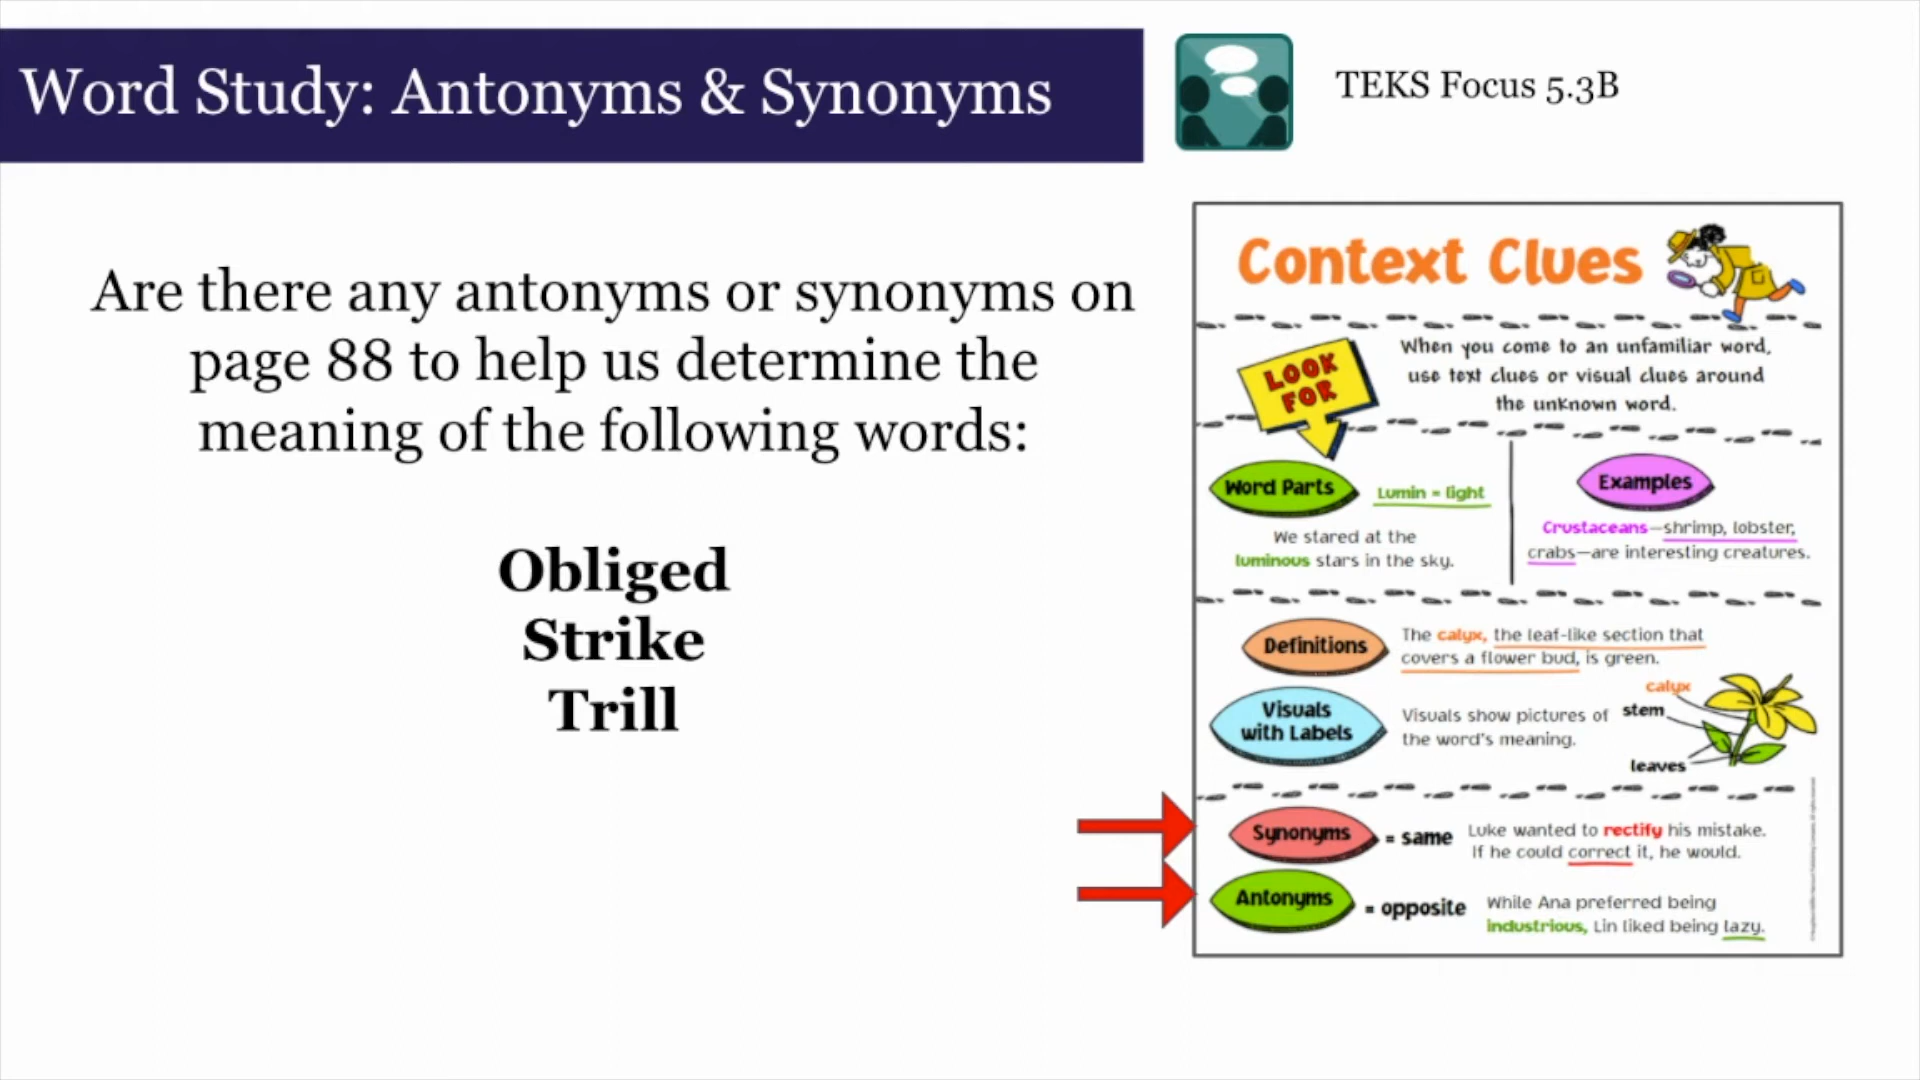 Word Study: Antonyms & Synonyms
TEKS Focus 5.3B
Are there any antonyms or synonyms on
page 88 to help us determine the
meaning of the following words:
Obliged
Strike
Trill
Context Clues
LOOK
FOR
When you come to an unfamiliar word,
use text clues or visual clues around
the unknown word.
Word Parts
Lumin = light
We stared at the
luminous stars in the sky.
Examples
Crustaceans—shrimp, lobster,
crabs—are interesting creatures.
Definitions
The calyx, the leaf-like section that
covers a flower bud, is green.
Visuals
with Labels
Visuals show pictures of
the word's meaning.
calyx
stem
leaves
Synonyms
= same
Luke wanted to rectify his mistake.
If he could correct it, he would.
Antonyms
= opposite
While Ana preferred being
industrious, Lin liked being lazy.